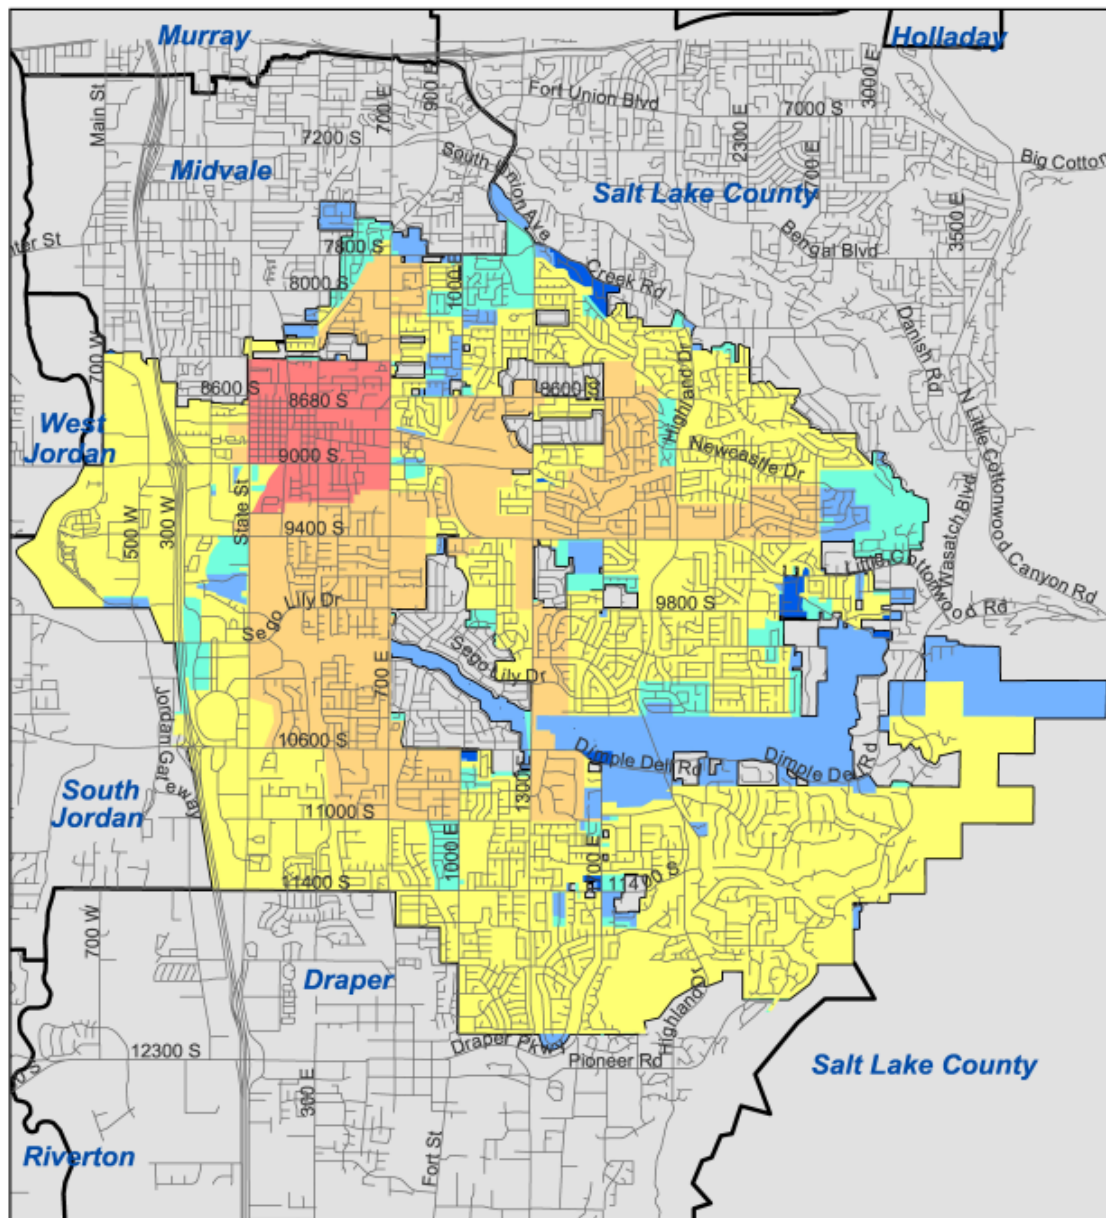 Murray
Holladay
Main St
700 E
900 E
Fort Union Blvd
3000 E
7000 S
7200 S
2300 E
South Union Ave
Big Cotton
Midvale
Salt Lake County
3500 E
Bengal Blvd
7800 S
Creek Rd
8000 S
1000 E
700 W
Danish Rd
8600 S
8600 S
8680 S
Highland Dr
West
Jordan
Newcastle Dr
N Little Cottonwood Canyon Rd
9000 S
State St
500 W
300 W
9400 S
Wasatch Blvd
Little Cottonwood Rd
9800 S
Sego Lily Dr
Sego Lily Dr
700 E
Jordan Gateway
10600 S
Dimple Dell Rd
Dimple Dell Rd
1300 E
South
Jordan
11000 S
1000 E
11400 S
700 W
Draper
Highland Dr
12300 S
Draper Pkwy
Pioneer Rd
Salt Lake County
300 E
Fort St
Riverton